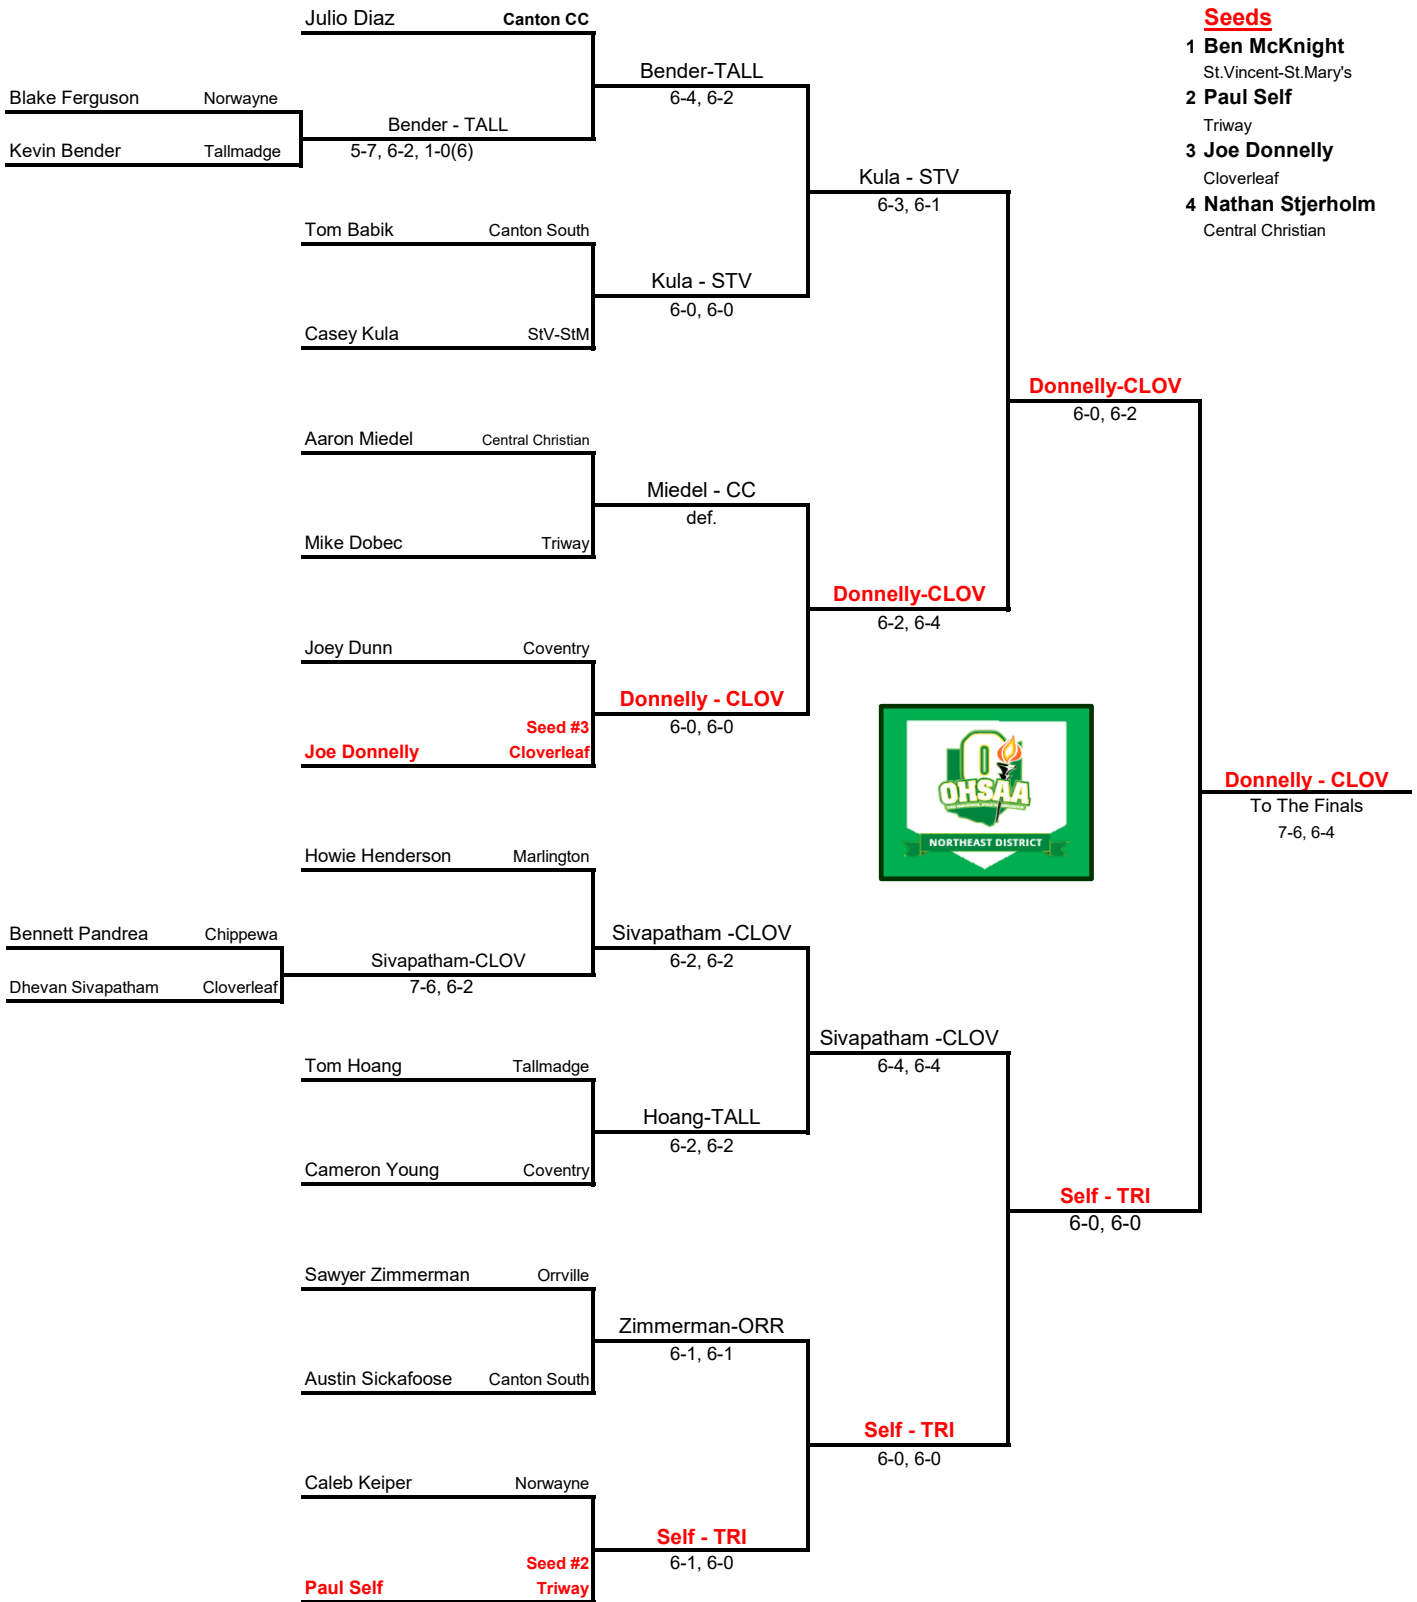 Julio Diaz Canton CC
Seeds
1 Ben McKnight
St.Vincent-St.Mary's
Bender-TALL
6-4, 6-2
2 Paul Self
Triway
Blake Ferguson Norwayne
Bender - TALL
5-7, 6-2, 1-0(6)
Kevin Bender Tallmadge
3 Joe Donnelly
Cloverleaf
Kula - STV
6-3, 6-1
4 Nathan Stjerholm
Central Christian
Tom Babik Canton South
Kula - STV
6-0, 6-0
Casey Kula StV-StM
Donnelly-CLOV
6-0, 6-2
Aaron Miedel Central Christian
Miedel - CC
def.
Mike Dobec Triway
Donnelly-CLOV
6-2, 6-4
Joey Dunn Coventry
Donnelly - CLOV
6-0, 6-0
Seed #3
Joe Donnelly Cloverleaf
OHSAA
NORTHEAST DISTRICT
Donnelly - CLOV
To The Finals
7-6, 6-4
Howie Henderson Marlington
Bennett Pandrea Chippewa
Sivapatham -CLOV
6-2, 6-2
Sivapatham-CLOV
7-6, 6-2
Dhevan Sivapatham Cloverleaf
Sivapatham -CLOV
6-4, 6-4
Tom Hoang Tallmadge
Hoang-TALL
6-2, 6-2
Cameron Young Coventry
Self - TRI
6-0, 6-0
Sawyer Zimmerman Orrville
Zimmerman-ORR
6-1, 6-1
Austin Sickafoose Canton South
Self - TRI
6-0, 6-0
Caleb Keiper Norwayne
Self - TRI
6-1, 6-0
Seed #2
Paul Self Triway